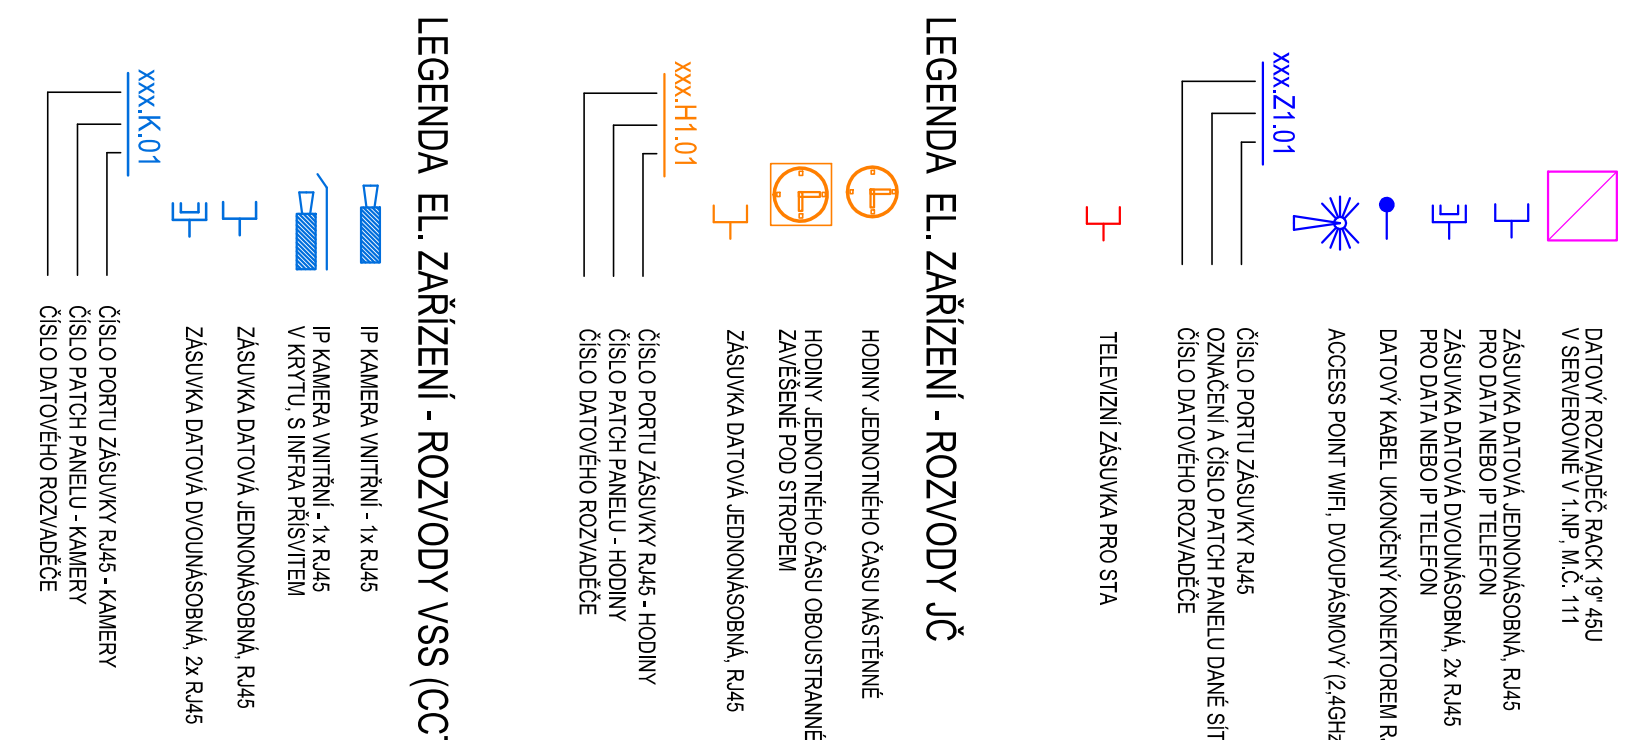 DATOVÝ ROZVADĚČ RACK 19" 45U
V SERVEROVNĚ V 1.NP, M.Č. 111
ZÁSUVKA DATOVÁ JEDNONÁSOBNÁ, RJ45
PRO DATA NEBO IP TELEFON
ZÁSUVKA DATOVÁ DVOUNÁSOBNÁ, 2x RJ45
PRO DATA NEBO IP TELEFON
DATOVÝ KABEL UKONČENÝ KONEKTOREM
ACCESS POINT WIFI, DVOUPÁSMOVÝ (2,4GHz
xxx.Z1.01
ČÍSLO PORTU ZÁSUVKY RJ45
OZNAČENÍ A ČÍSLO PATCH PANELU DANÉ SÍT
ČÍSLO DATOVÉHO ROZVADĚČE
TELEVIZNÍ ZÁSUVKA PRO STA
LEGENDA EL. ZAŘÍZENÍ - ROZVODY JČ
HODINY JEDNOTNÉHO ČASU NÁSTĚNNÉ
HODINY JEDNOTNÉHO ČASU OBOUSTRANNÉ
ZAVĚŠENÉ POD STROPEM
ZÁSUVKA DATOVÁ JEDNONÁSOBNÁ, RJ45
xxx.H1.01
ČÍSLO PORTU ZÁSUVKY RJ45 - HODINY
ČÍSLO PATCH PANELU - HODINY
ČÍSLO DATOVÉHO ROZVADĚČE
LEGENDA EL. ZAŘÍZENÍ - ROZVODY VSS (CCT
IP KAMERA VNITŘNÍ - 1x RJ45
IP KAMERA VNITŘNÍ - 1x RJ45
V KRYTU, S INFRA PŘÍSVITEM
ZÁSUVKA DATOVÁ JEDNONÁSOBNÁ, RJ45
ZÁSUVKA DATOVÁ DVOUNÁSOBNÁ, 2x RJ45
xxx.K.01
ČÍSLO PORTU ZÁSUVKY RJ45 - KAMERY
ČÍSLO PATCH PANELU - KAMERY
ČÍSLO DATOVÉHO ROZVADĚČE